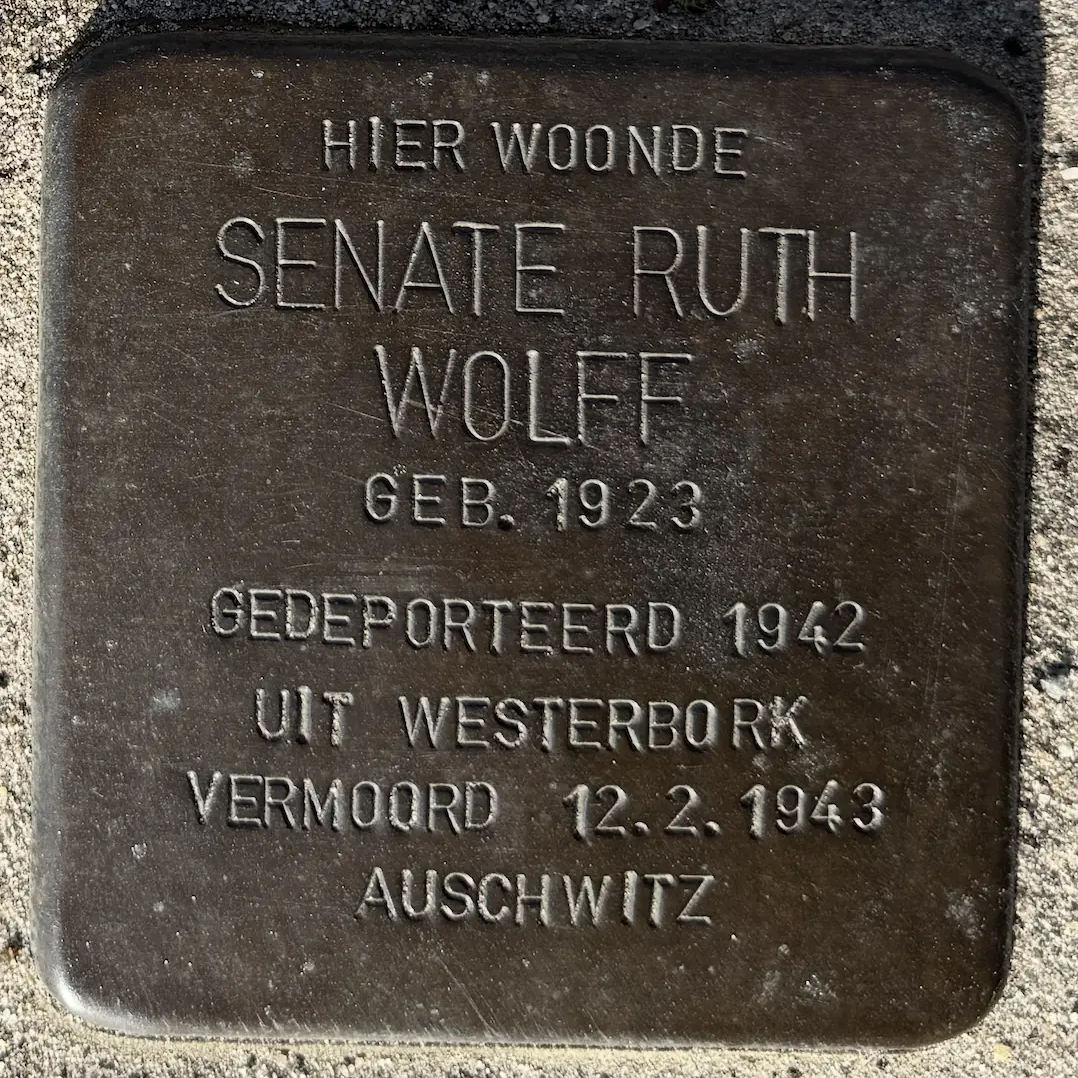 HIER WOONDE
SENATE RUTH
WOLFF
GEB. 1923
GEDEPORTEERD 1942
UIT WESTERBORK
VERMOORD 12.2.1943
AUSCHWITZ